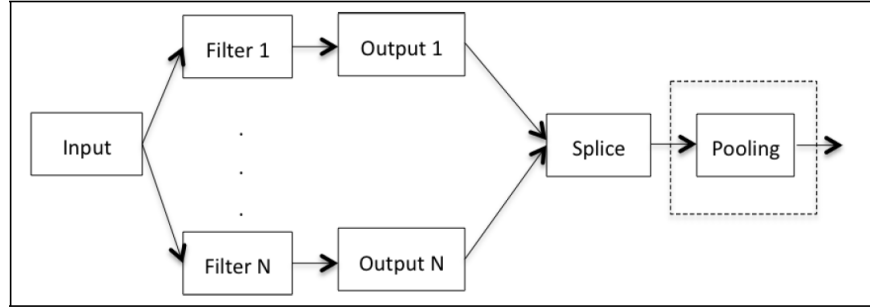 Input
Filter 1
Output 1
.
.
.
Filter N
Output N
Splice
Pooling